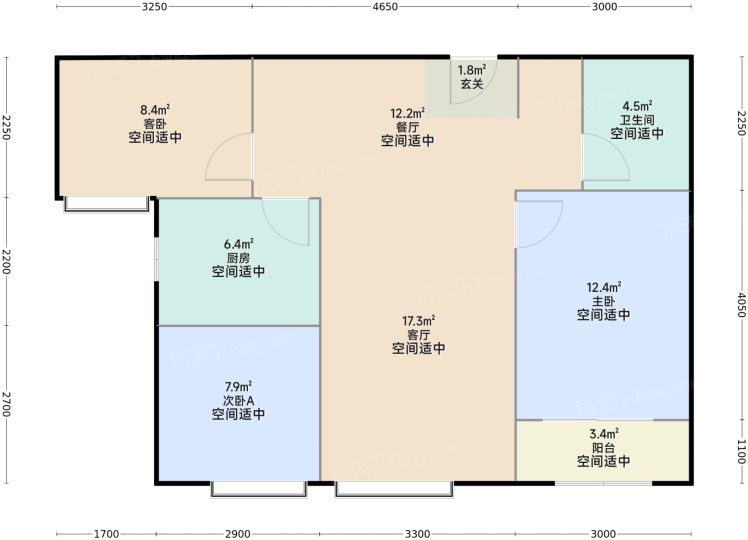 3250
4650
3000
1.8㎡
玄关
8.4㎡
客卧
空间适中
12.2㎡
餐厅
空间适中
4.5㎡
卫生间
空间适中
2250
2250
6.4㎡
厨房
空间适中
2200
12.4㎡
主卧
空间适中
4050
17.3㎡
客厅
空间适中
7.9㎡
次卧A
空间适中
2700
3.4㎡
阳台
空间适中
1100
1700
2900
3300
3000